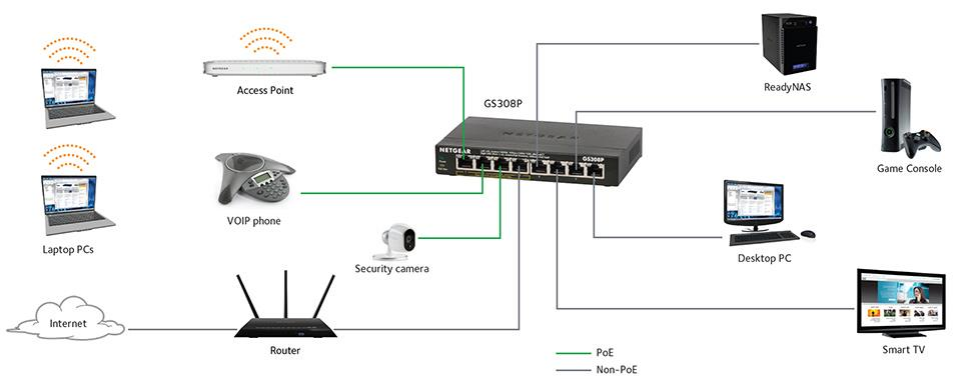 Access Point
GS308P
ReadyNAS
NETGEAR
NETGEAR
GS308P
Game Console
VOIP phone
Laptop PCs
Security camera
Desktop PC
Internet
Router
Smart TV
PoE
Non-PoE